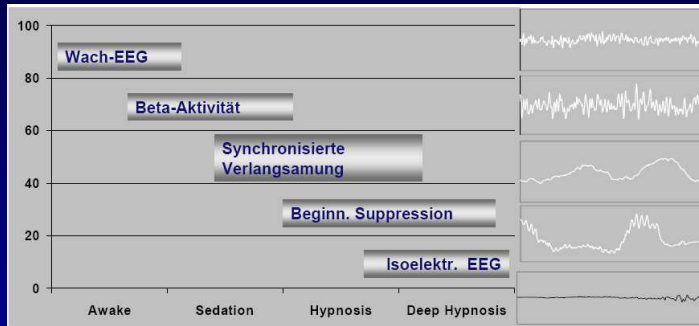 100
Wach-EEG
80
Beta-Aktivität
60
Synchronisierte
Verlangsamung
40
Beginn. Suppression
20
Isoelektr. EEG
0
Awake Sedation Hypnosis Deep Hypnosis